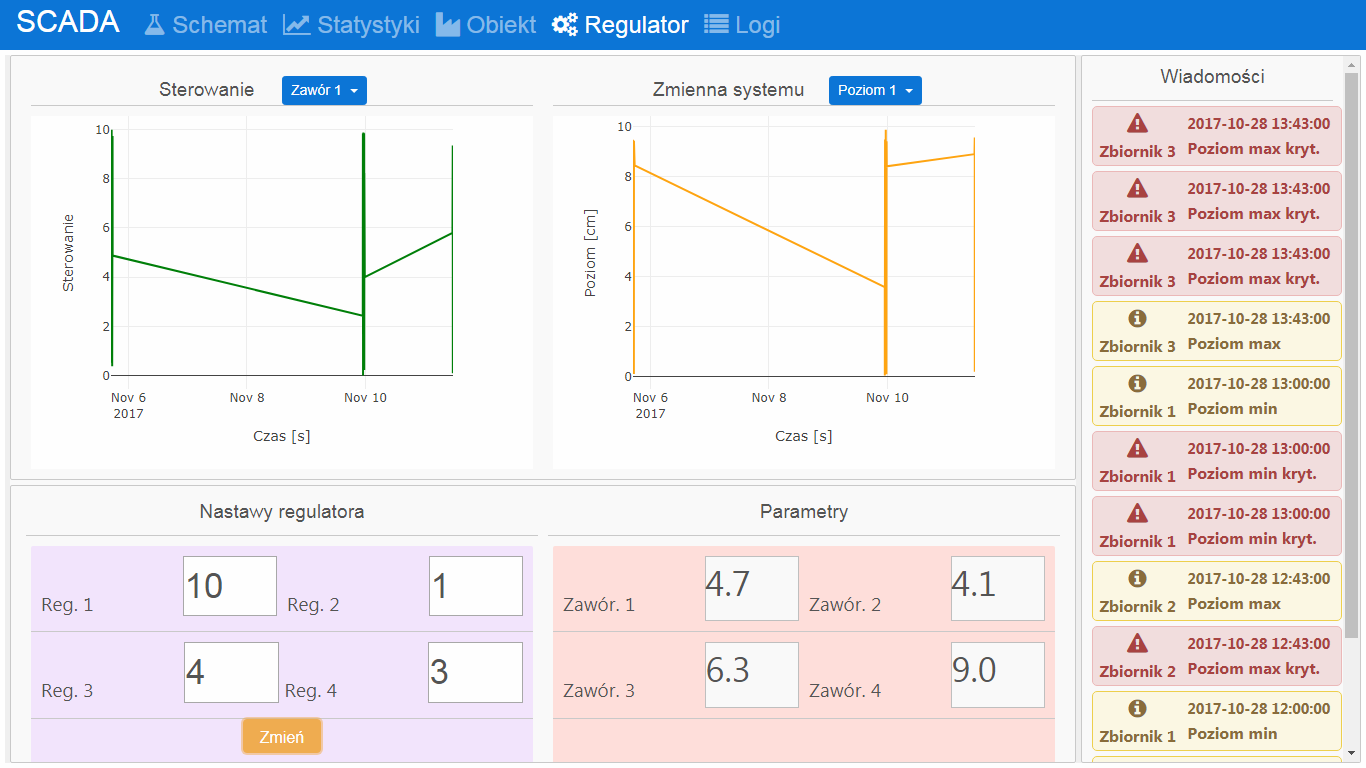 SCADA Schemat Statystyki Obiekt Regulator Logi
Sterowanie Zawór 1
10
8
6
4
2
0
Sterowanie
Nov 6
2017
Nov 8
Nov 10
Czas [s]
Zmienna systemu Poziom 1
10
8
6
4
2
0
Poziom [cm]
Nov 6
2017
Nov 8
Nov 10
Czas [s]
Nastawy regulatora
Reg. 1 10 Reg. 2 1
Reg. 3 4 Reg. 4 3
Zmień
Parametry
Zawór. 1 4.7 Zawór. 2 4.1
Zawór. 3 6.3 Zawór. 4 9.0
Wiadomości
2017-10-28 13:43:00
Zbiornik 3 Poziom max kryt.
2017-10-28 13:43:00
Zbiornik 3 Poziom max kryt.
2017-10-28 13:43:00
Zbiornik 3 Poziom max kryt.
2017-10-28 13:43:00
Zbiornik 3 Poziom max
2017-10-28 13:00:00
Zbiornik 1 Poziom min
2017-10-28 13:00:00
Zbiornik 1 Poziom min kryt.
2017-10-28 13:00:00
Zbiornik 1 Poziom min kryt.
2017-10-28 12:43:00
Zbiornik 2 Poziom max
2017-10-28 12:43:00
Zbiornik 2 Poziom max kryt.
2017-10-28 12:00:00
Zbiornik 1 Poziom min